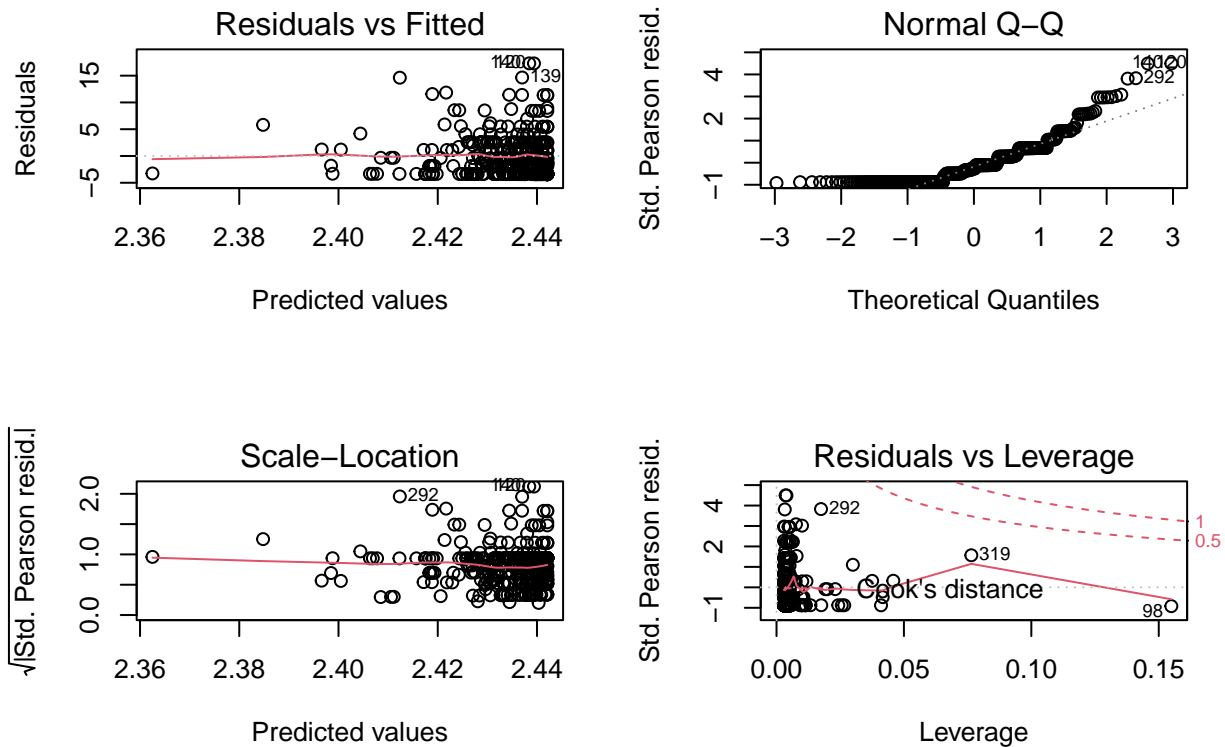 Residuals vs Fitted
Residuals
15
5
−5
139
2.36 2.38 2.40 2.42 2.44
Predicted values
Normal Q−Q
Std. Pearson resid.
4
2
−1
292
−3 −2 −1 0 1 2 3
Theoretical Quantiles
Scale−Location
√|Std. Pearson resid.|
2.0
1.0
0.0
292
2.36 2.38 2.40 2.42 2.44
Predicted values
Residuals vs Leverage
Std. Pearson resid.
4
2
−1
292
319
98
Cook's distance
1
0.5
0.00 0.05 0.10 0.15
Leverage